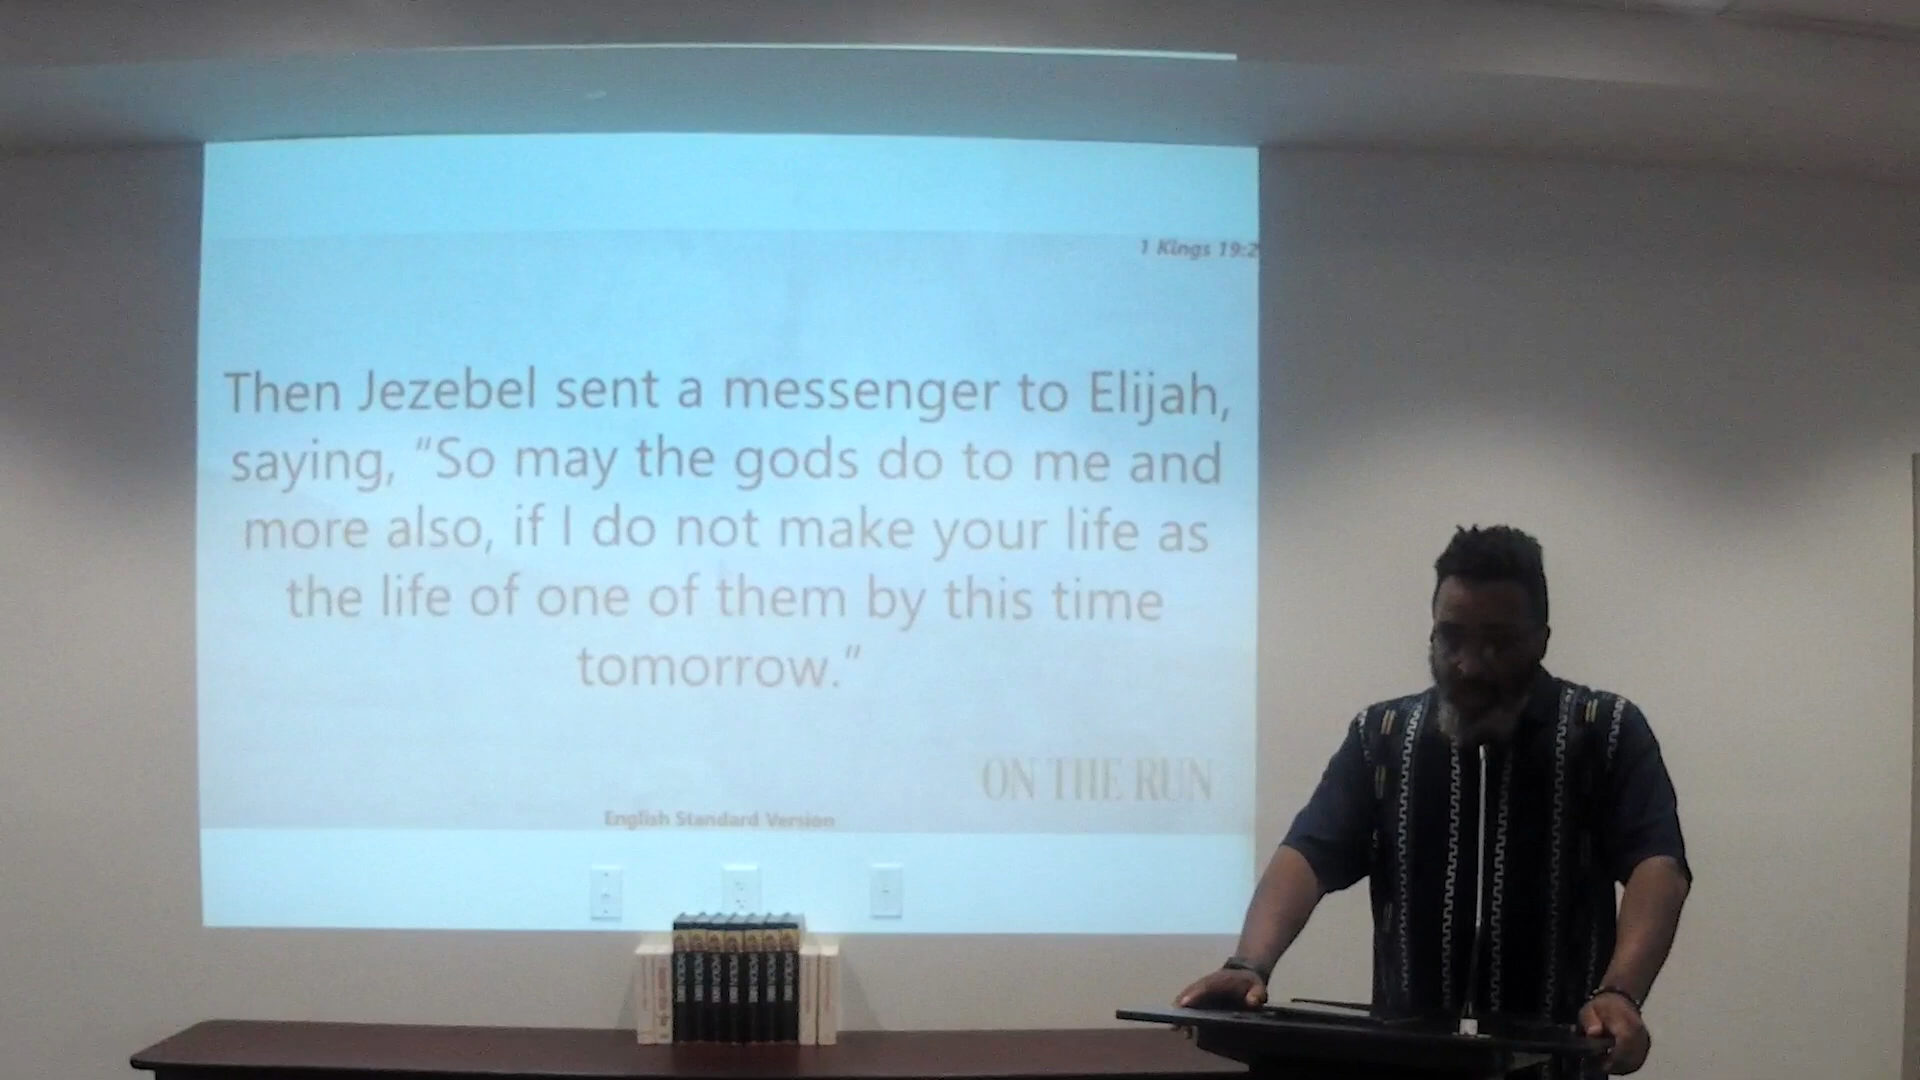 1 Kings 19:2
Then Jezebel sent a messenger to Elijah,
saying, “So may the gods do to me and
more also, if I do not make your life as
the life of one of them by this time
tomorrow.”
ON THE RUN
English Standard Version